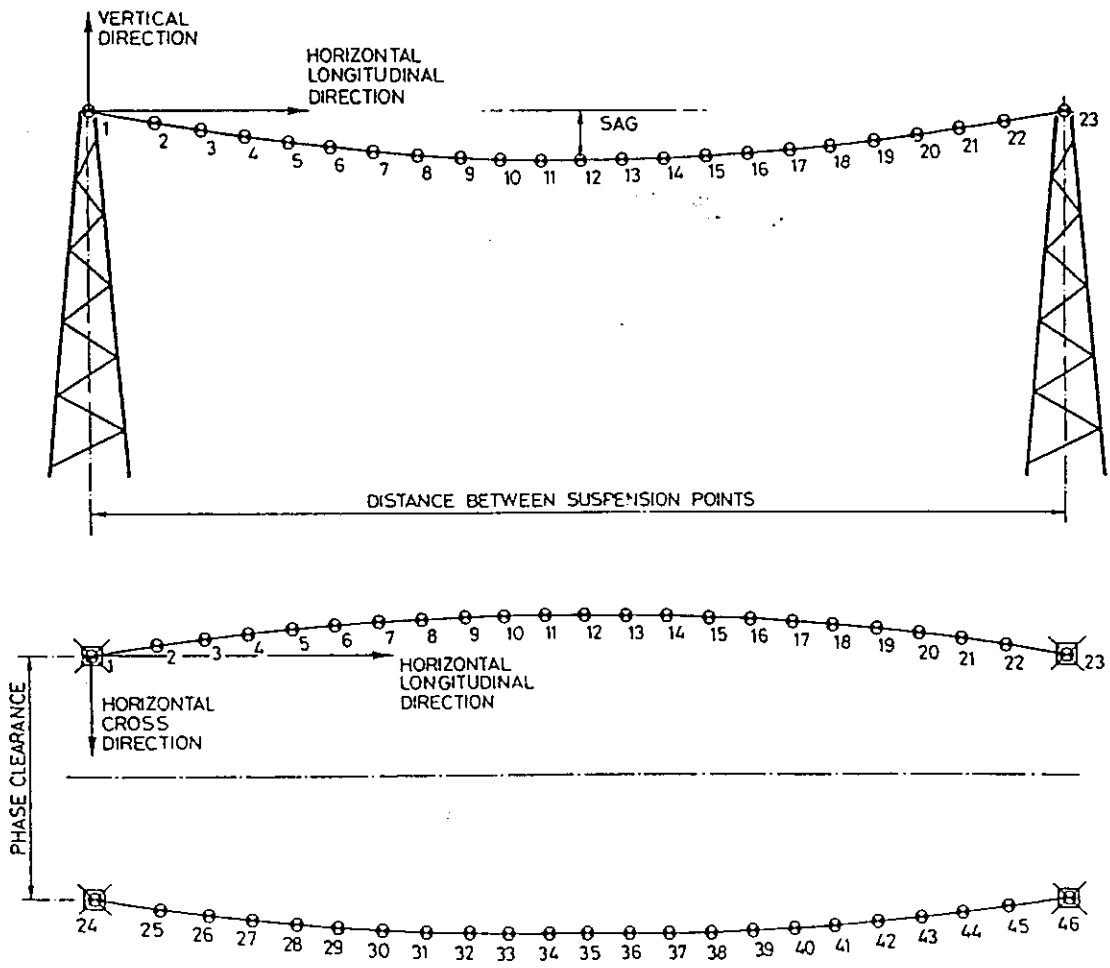 VERTICAL
DIRECTION
HORIZONTAL
LONGITUDINAL
DIRECTION
SAG
1 2 3 4 5 6 7 8 9 10 11 12 13 14 15 16 17 18 19 20 21 22 23
DISTANCE BETWEEN SUSPENSION POINTS
1 2 3 4 5 6 7 8 9 10 11 12 13 14 15 16 17 18 19 20 21 22 23
HORIZONTAL
LONGITUDINAL
DIRECTION
HORIZONTAL
CROSS
DIRECTION
PHASE CLEARANCE
24 25 26 27 28 29 30 31 32 33 34 35 36 37 38 39 40 41 42 43 44 45 46